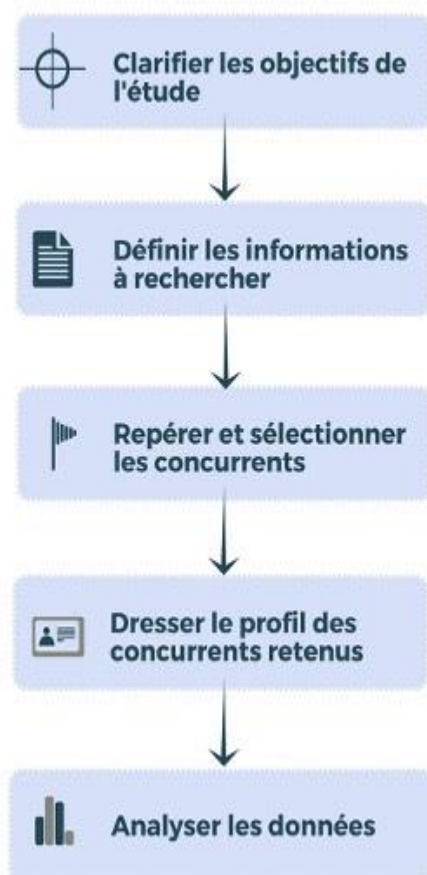 Clarifier les objectifs de
l'étude
Définir les informations
à rechercher
Repérer et sélectionner
les concurrents
Dresser le profil des
concurrents retenus
Analyser les données